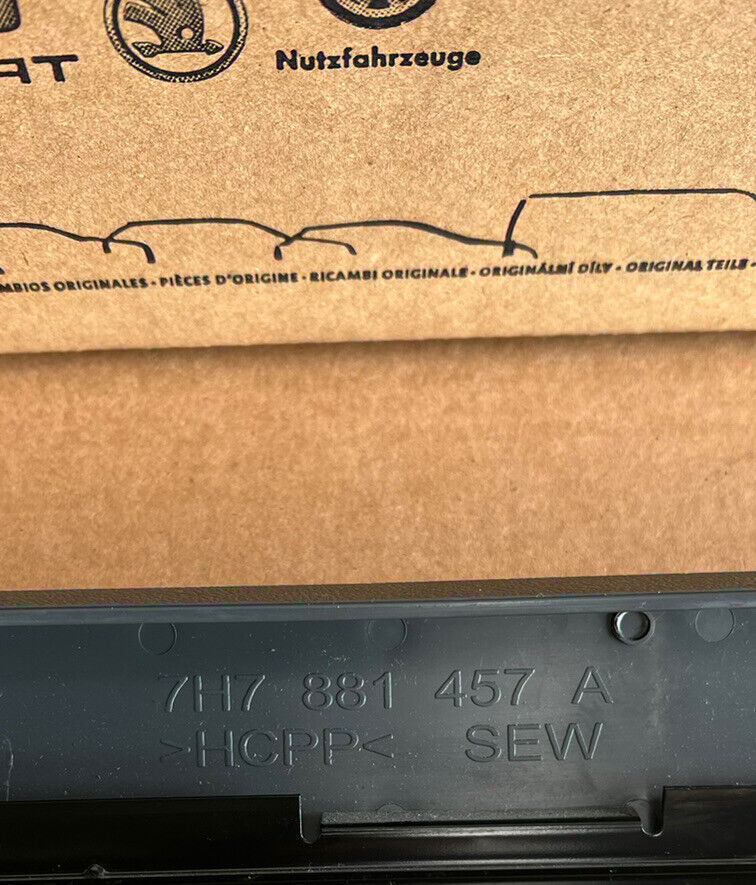 AT
Nutzfahrzeuge
MBIOS ORIGINALES • PIÈCES D'ORIGINE • RICAMBI ORIGINALE • ORIGINÁLNÍ DÍLY • ORIGINAL TEILE •
7H7 881 457 A
>HCPP< SEW